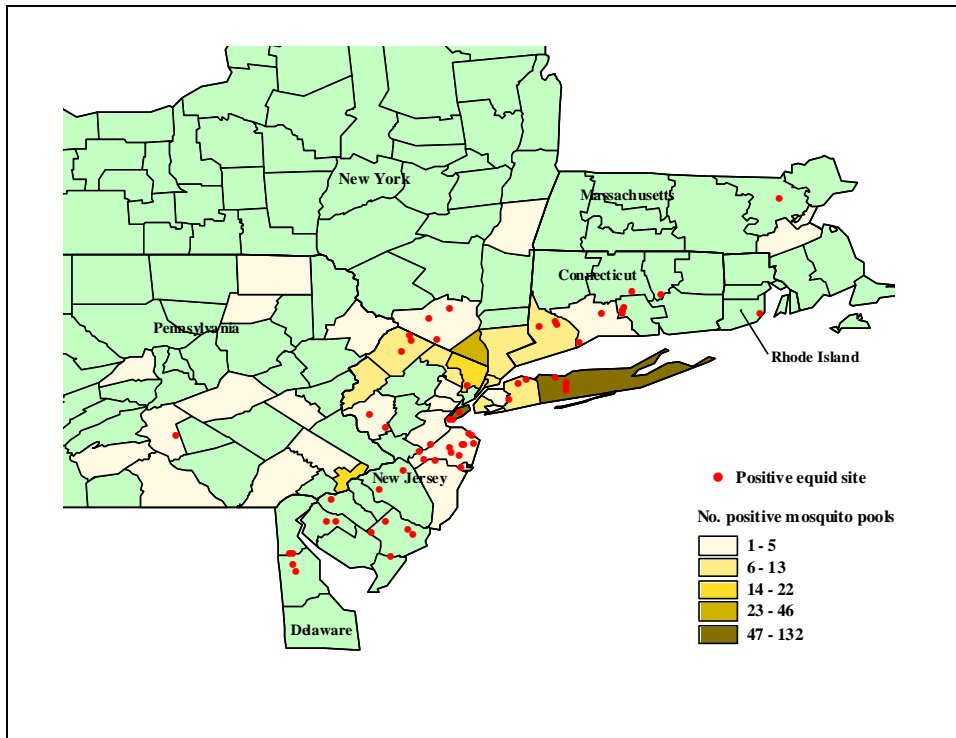 New York
Massachusetts
Connecticut
Pennsylvania
Rhode Island
New Jersey
Positive equid site
No. positive mosquito pools
1 - 5
6 - 13
14 - 22
23 - 46
47 - 132
Delaware